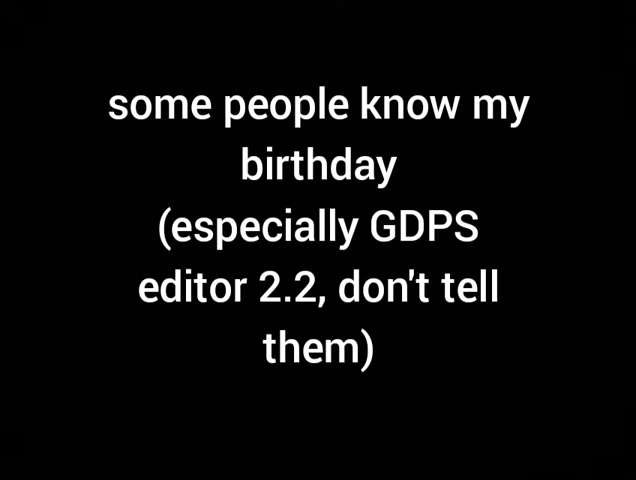 some people know my
birthday
(especially GDPS
editor 2.2, don't tell
them)